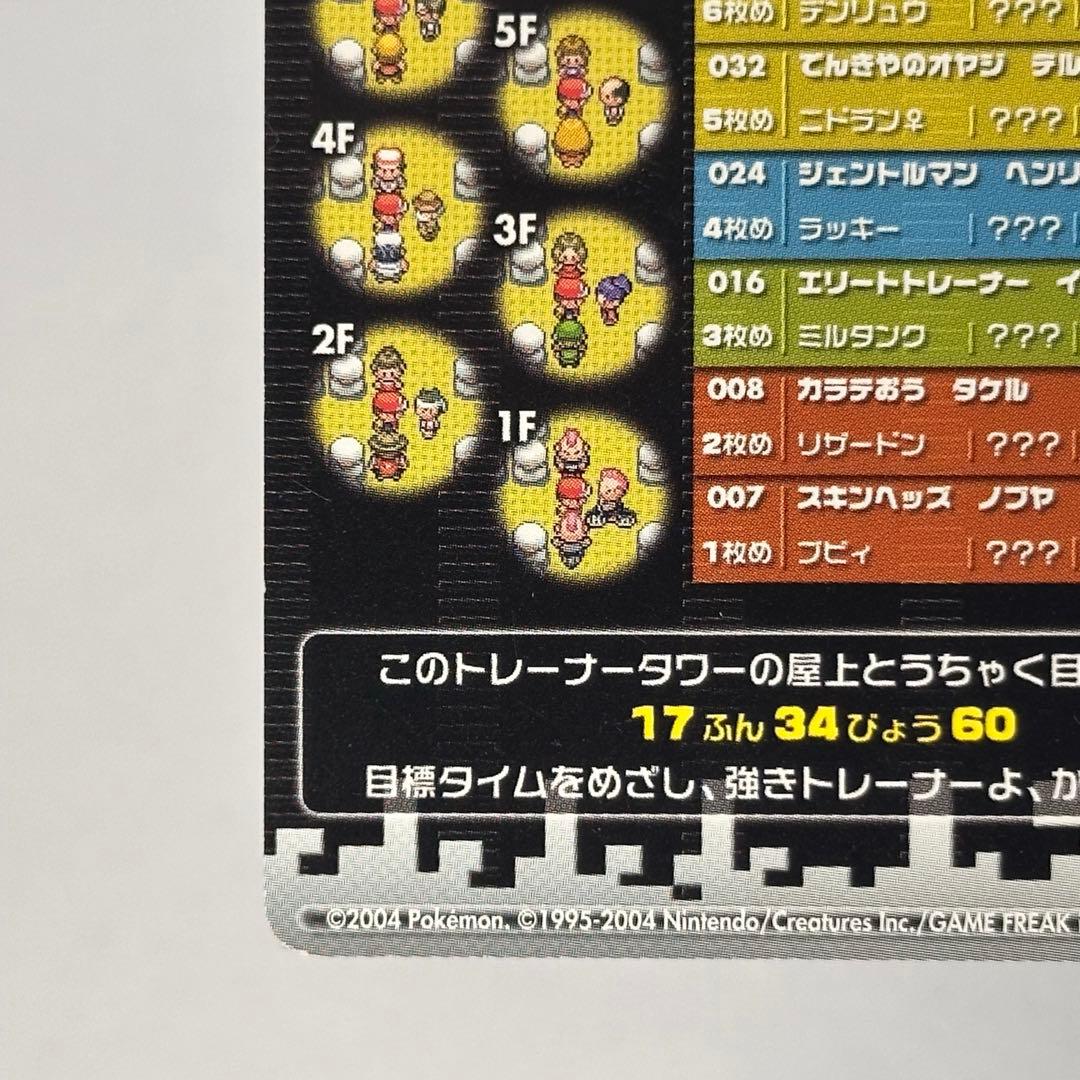 5F
4F
3F
2F
1F
6枚め デンリュウ ???
032 てんきやのオヤジ テル
5枚め ニドラン♀ ???
024 ジェントルマン ヘンリ
4枚め ラッキー ???
016 エリートトレーナー イ
3枚め ミルタンク ???
008 カラテおう タケル
2枚め リザードン ???
007 スキンヘッズ ノブヤ
1枚め ププィ ???
このトレーナータワーの屋上とうちゃく目
17ふん34びょう60
目標タイムをめざし、強きトレーナーよ、か
©2004 Pokémon. ©1995-2004 Nintendo/Creatures Inc./GAME FREAK